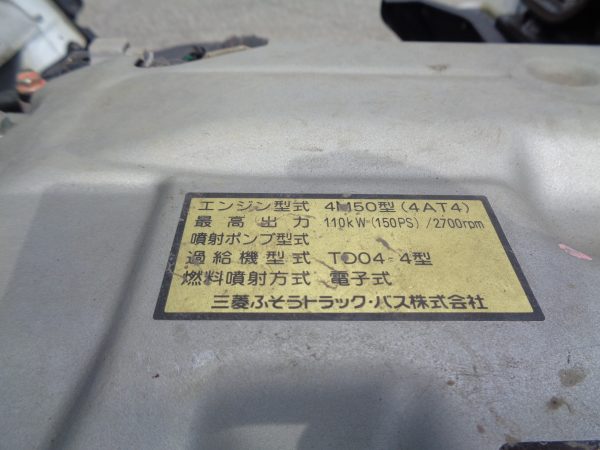 エンジン型式 4M50型(4AT4)
最高出力 110kW(150PS)/2700rpm
噴射ポンプ型式
過給機型式 TD04-4型
燃料噴射方式 電子式
三菱ふそうトラック・バス株式会社